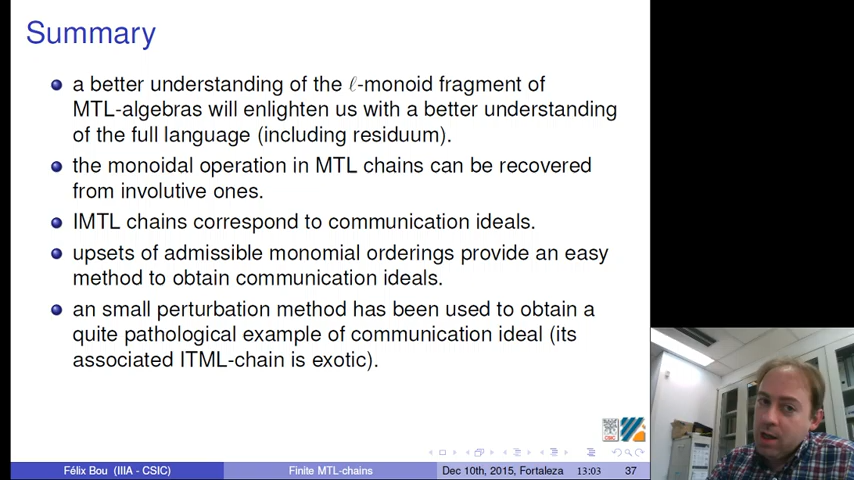 Summary
a better understanding of the ℓ-monoid fragment of
MTL-algebras will enlighten us with a better understanding
of the full language (including residuum).
the monoidal operation in MTL chains can be recovered
from involutive ones.
IMTL chains correspond to communication ideals.
upsets of admissible monomial orderings provide an easy
method to obtain communication ideals.
an small perturbation method has been used to obtain a
quite pathological example of communication ideal (its
associated ITML-chain is exotic).
CSIC
Félix Bou (IIIA - CSIC) Finite MTL-chains Dec 10th, 2015, Fortaleza 13:03 37